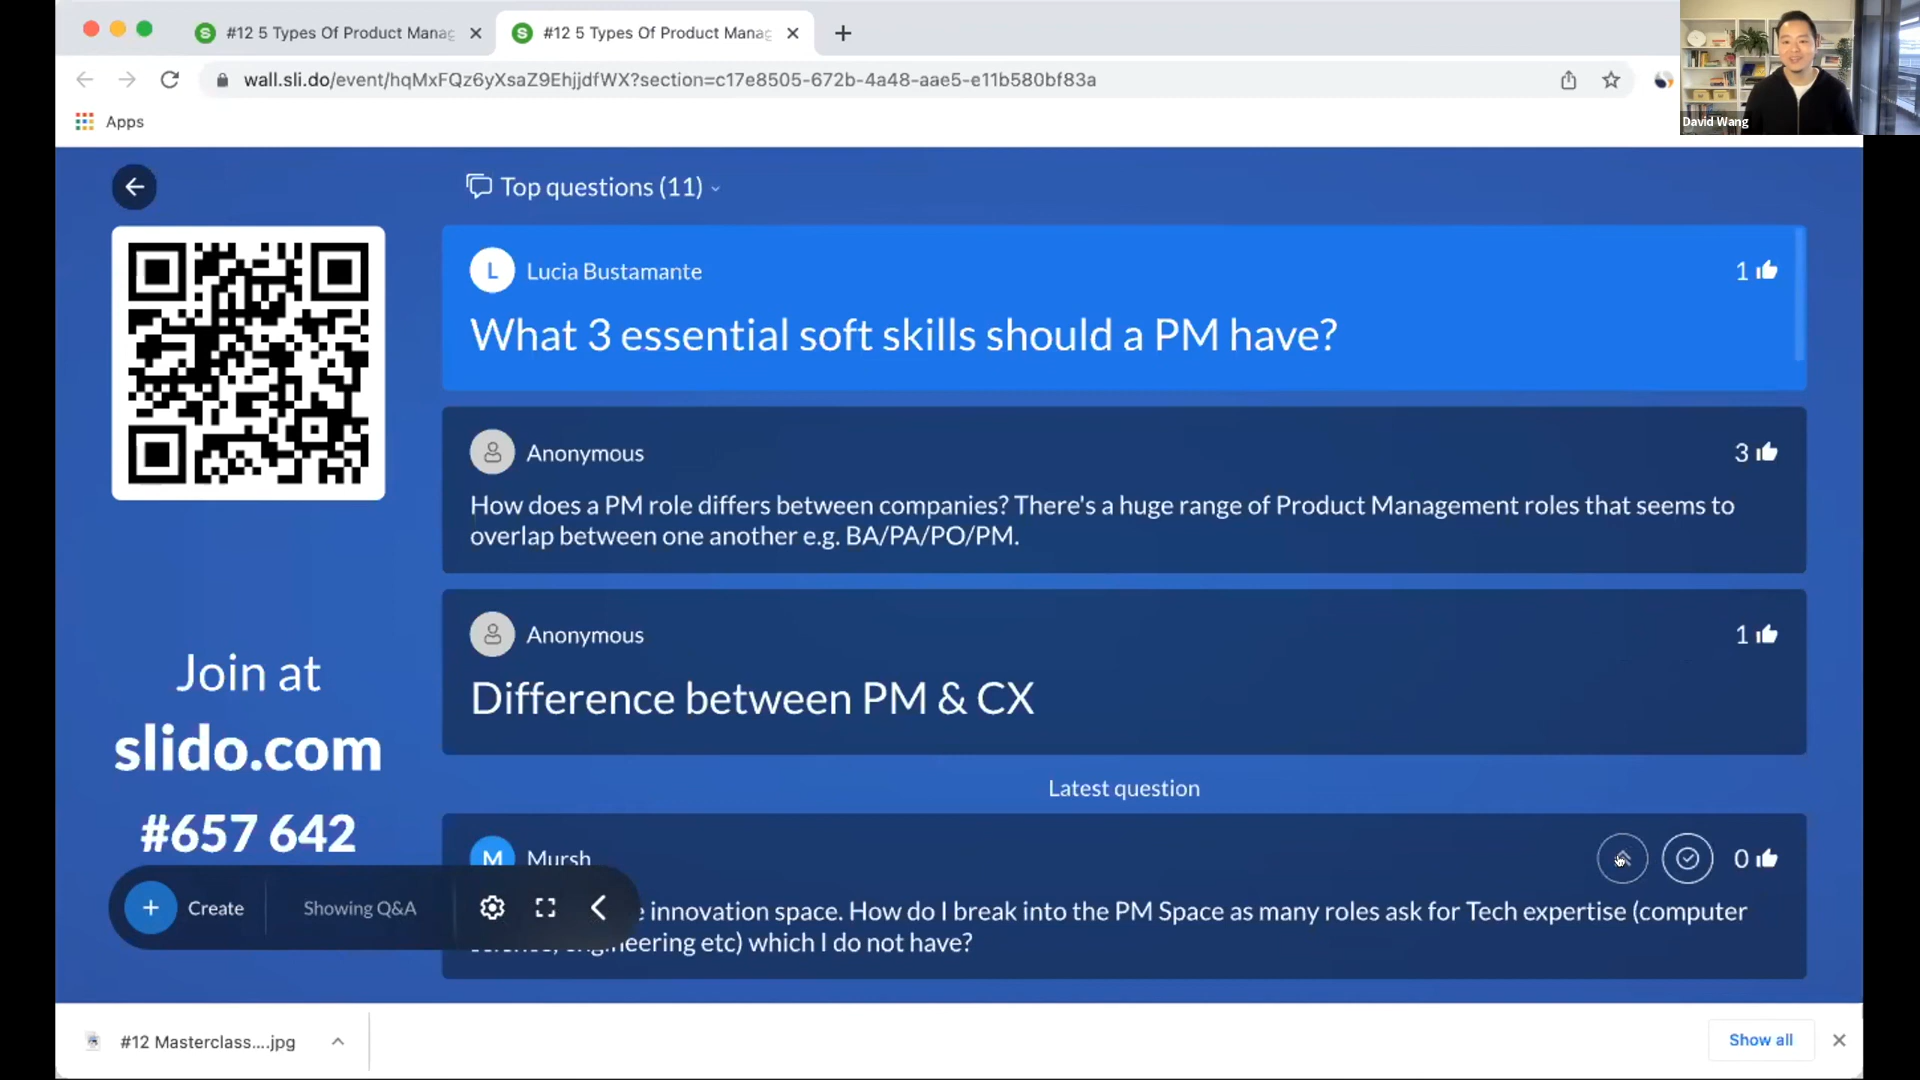 #12 5 Types Of Product Manag
#12 5 Types Of Product Manag
wall.sli.do/event/hqMxFQz6yXsaZ9EhjjdfWX?section=c17e8505-672b-4a48-aae5-e11b580bf83a
Apps
David Wang
Top questions (11)
L
Lucia Bustamante
1
What 3 essential soft skills should a PM have?
Anonymous
3
How does a PM role differs between companies? There's a huge range of Product Management roles that seems to
overlap between one another e.g. BA/PA/PO/PM.
Anonymous
1
Difference between PM & CX
Join at
slido.com
#657 642
Latest question
M
Mursh
0
innovation space. How do I break into the PM Space as many roles ask for Tech expertise (computer
etc) which I do not have?
Create
Showing Q&A
#12 Masterclass....jpg
Show all